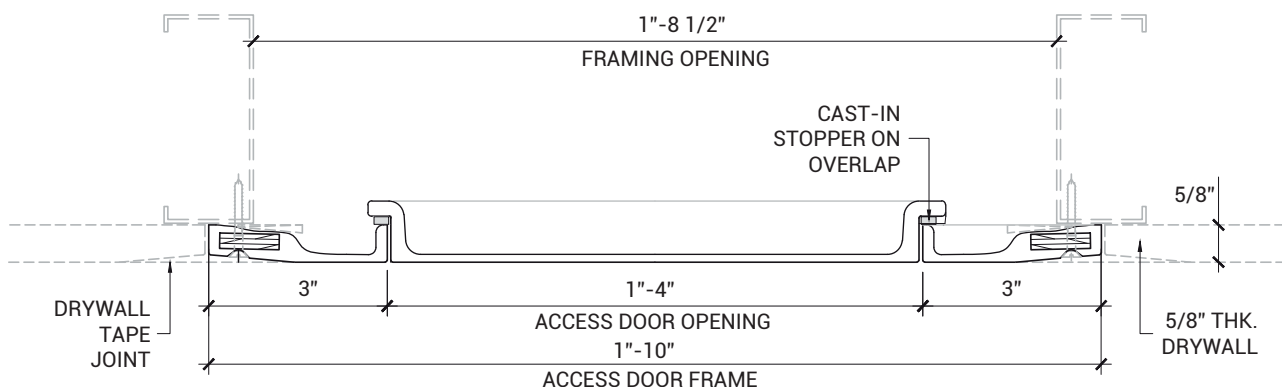 1"-8 1/2"
FRAMING OPENING
CAST-IN
STOPPER ON
OVERLAP
5/8"
3"
1"-4"
3"
DRYWALL
TAPE
JOINT
ACCESS DOOR OPENING
5/8" THK.
DRYWALL
1"-10"
ACCESS DOOR FRAME